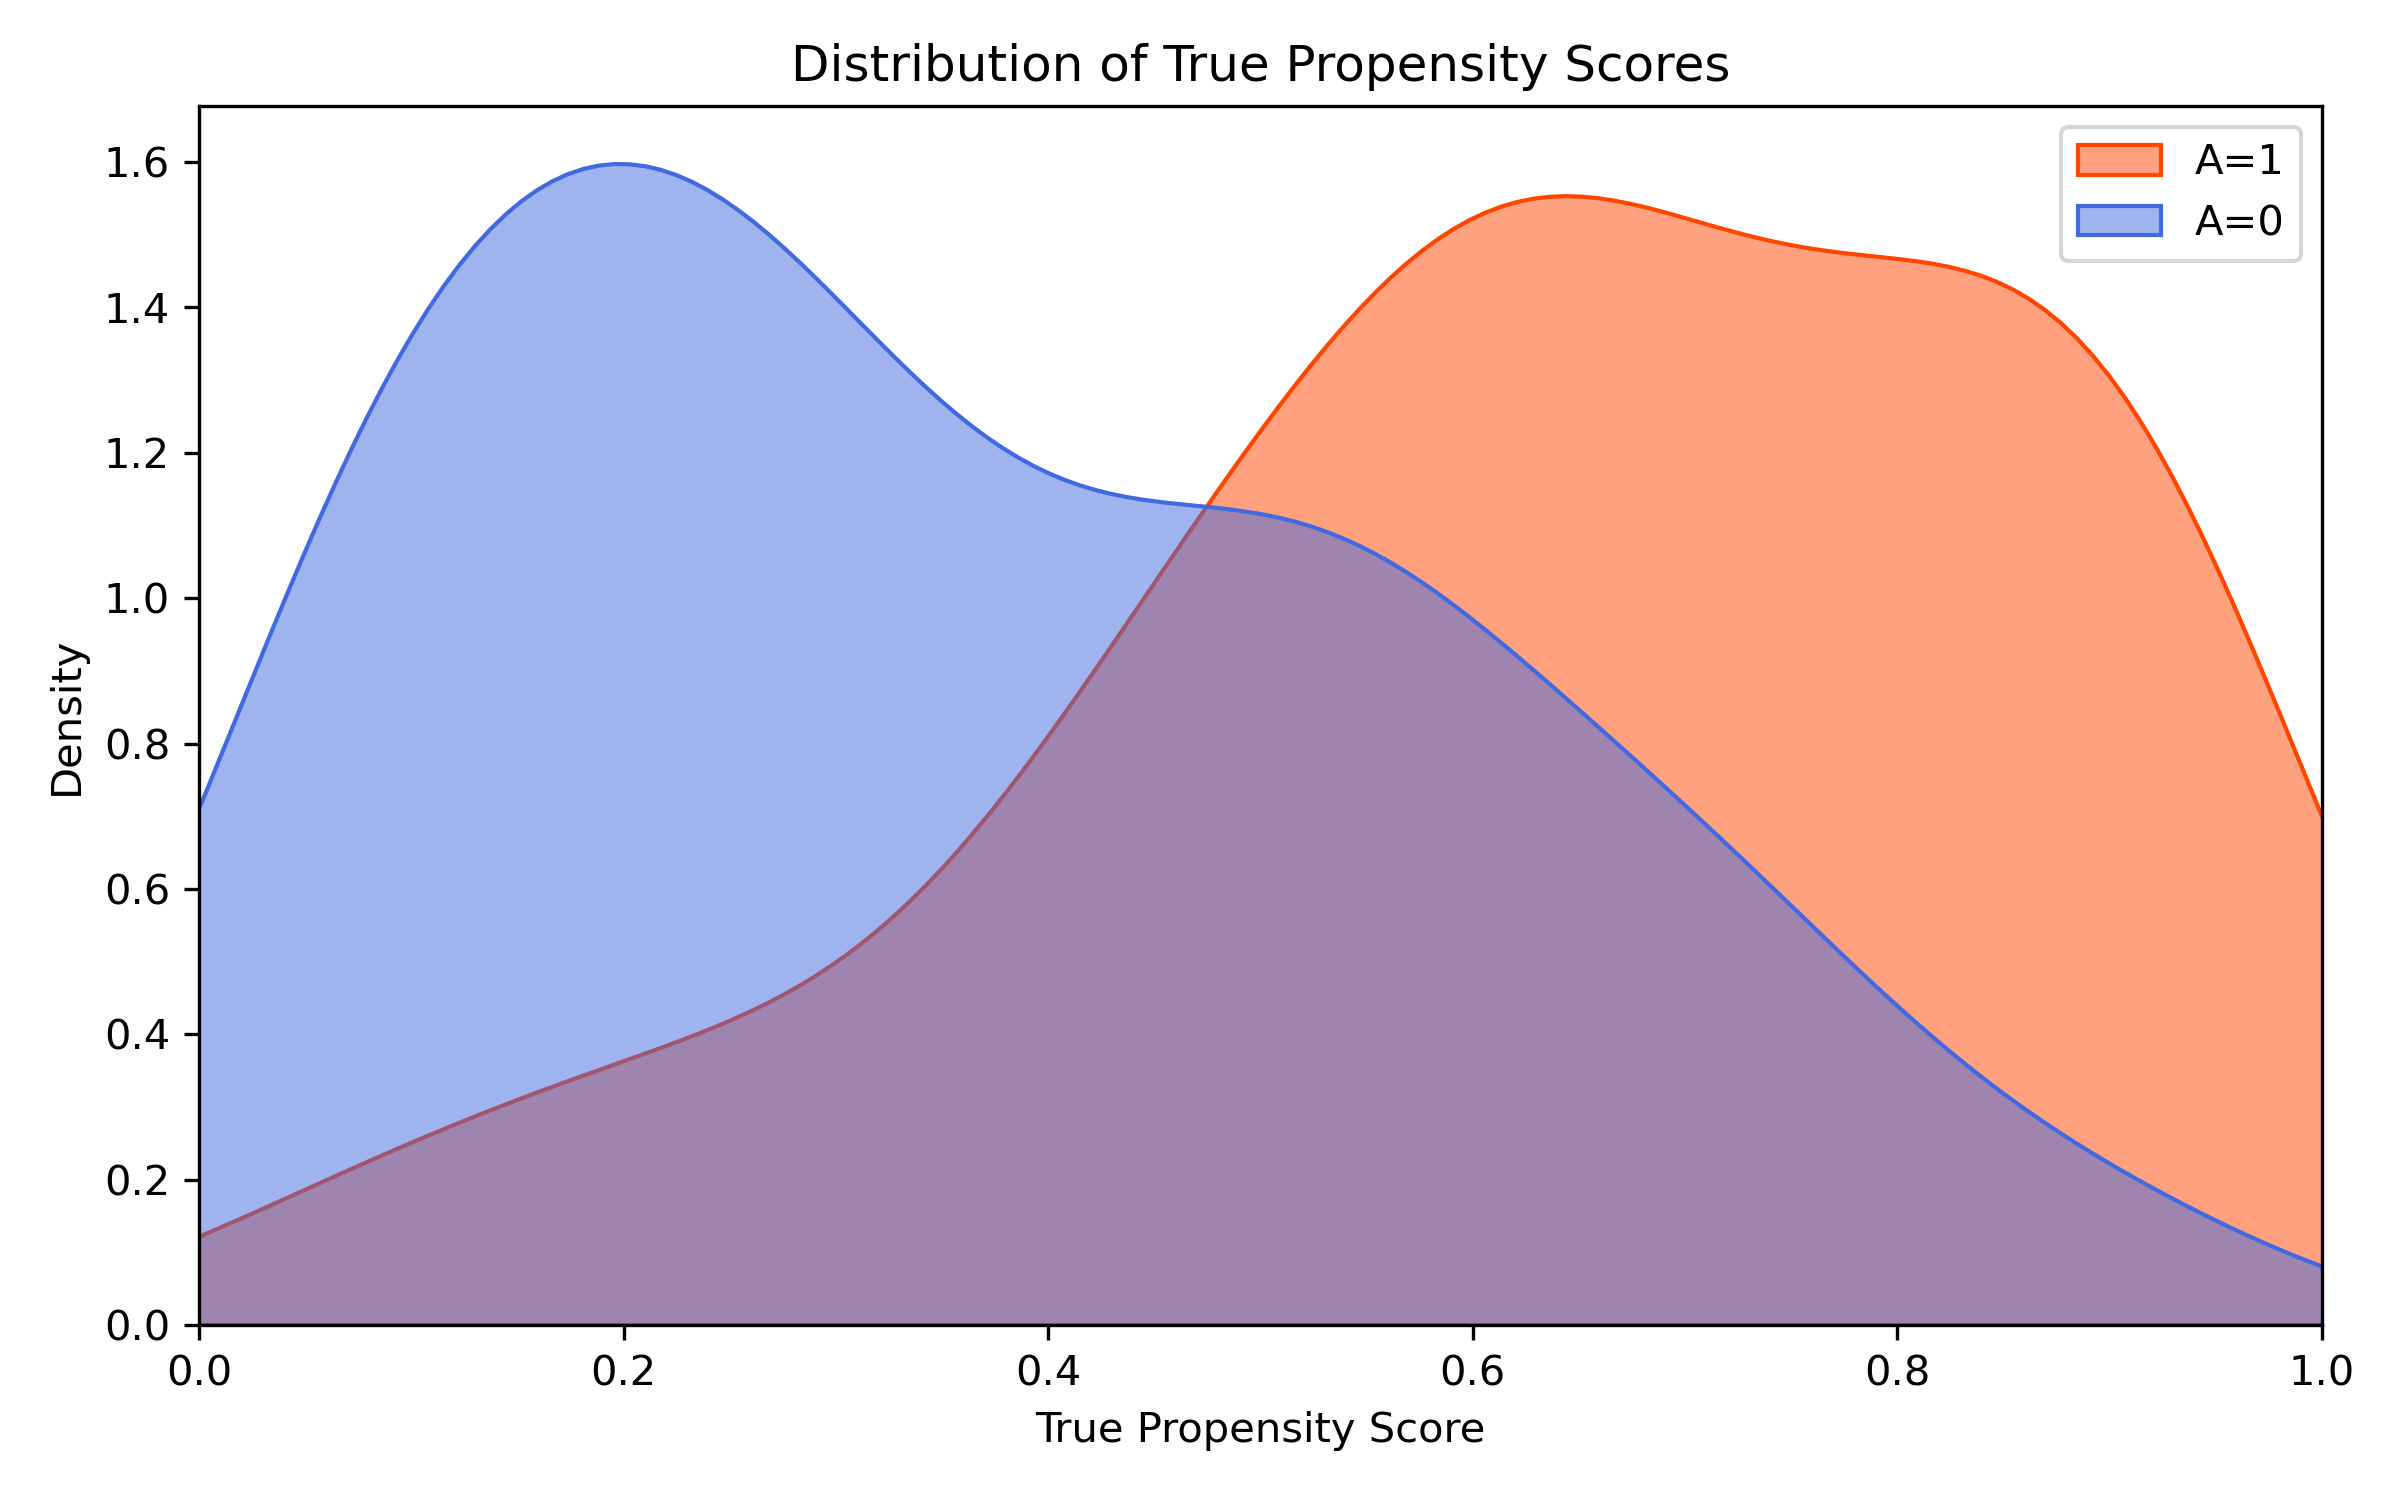 Distribution of True Propensity Scores
A=1
A=0
Density
1.6
1.4
1.2
1.0
0.8
0.6
0.4
0.2
0.0
0.0 0.2 0.4 0.6 0.8 1.0
True Propensity Score